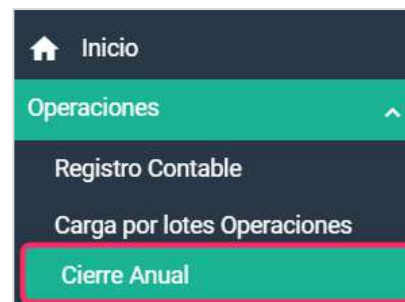 Inicio
Operaciones
Registro Contable
Carga por lotes Operaciones
Cierre Anual